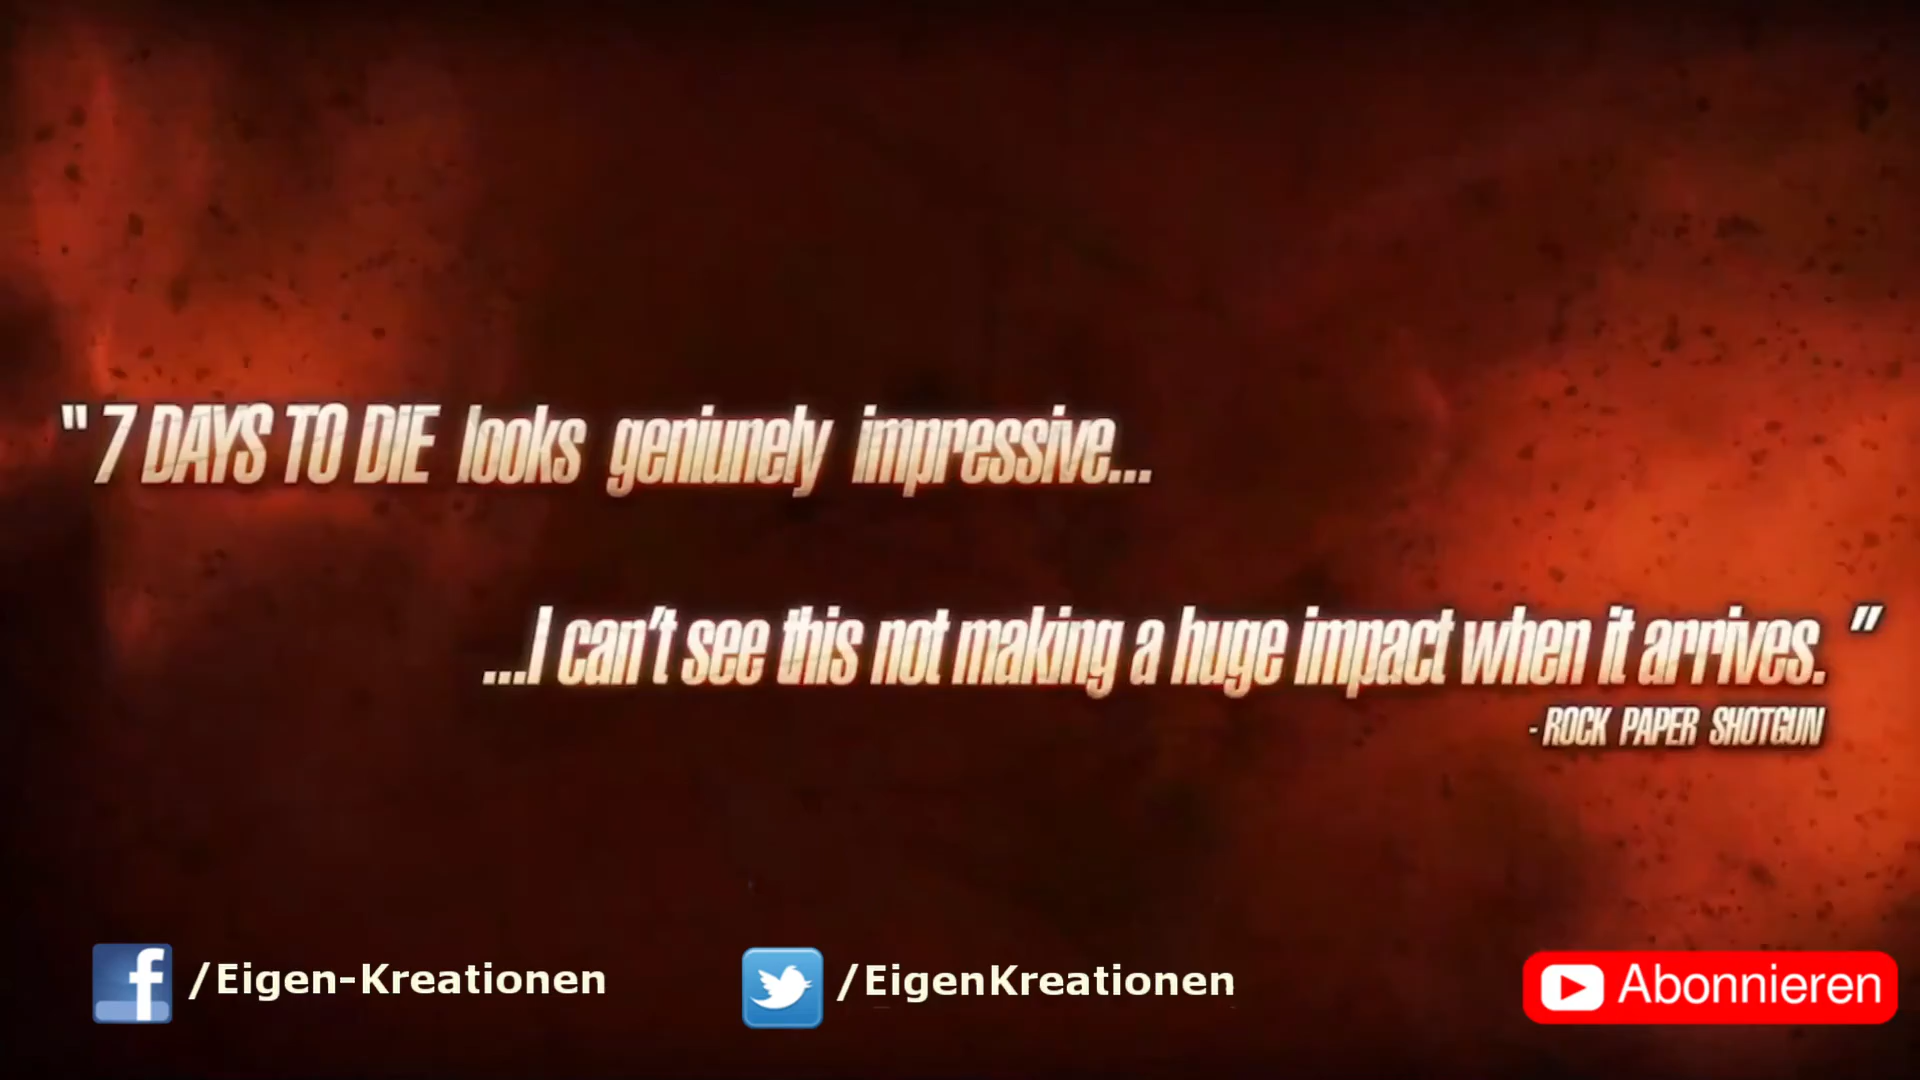 " 7 DAYS TO DIE looks geniunely impressive...
...I can't see this not making a huge impact when it arrives. "
- ROCK PAPER SHOTGUN
/Eigen-Kreationen
/EigenKreationen
Abonnieren